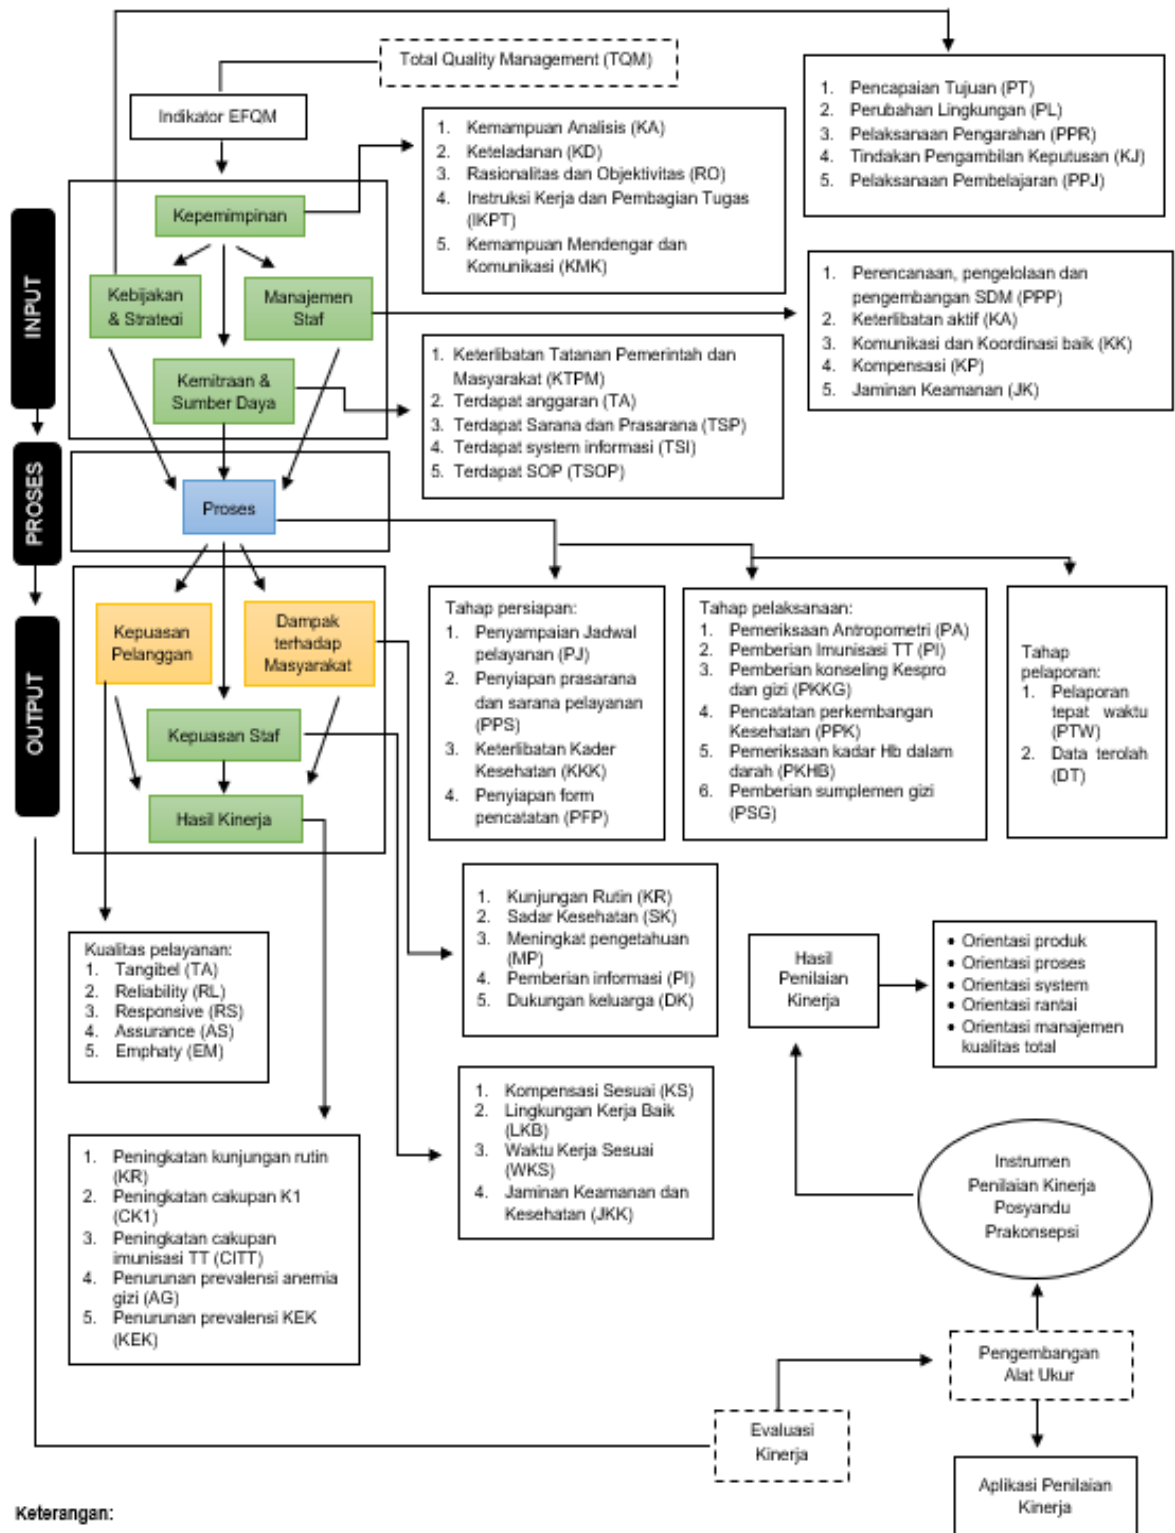 Total Quality Management (TQM)
Indikator EFQM
1. Pencapaian Tujuan (PT)
2. Perubahan Lingkungan (PL)
3. Pelaksanaan Pengarahan (PPR)
4. Tindakan Pengambilan Keputusan (KJ)
5. Pelaksanaan Pembelajaran (PPJ)
1. Kemampuan Analisis (KA)
2. Keteladanan (KD)
3. Rasionalitas dan Objektivitas (RO)
4. Instruksi Kerja dan Pembagian Tugas
(IKPT)
5. Kemampuan Mendengar dan
Komunikasi (KMK)
INPUT
Kepemimpinan
Kebijakan
& Strategi
Manajemen
Staf
Kemitraan &
Sumber Daya
1. Perencanaan, pengelolaan dan
pengembangan SDM (PPP)
2. Keterlibatan aktif (KA)
3. Komunikasi dan Koordinasi baik (KK)
4. Kompensasi (KP)
5. Jaminan Keamanan (JK)
1. Keterlibatan Tatanan Pemerintah dan
Masyarakat (KTPM)
2. Terdapat anggaran (TA)
3. Terdapat Sarana dan Prasarana (TSP)
4. Terdapat system informasi (TSI)
5. Terdapat SOP (TSOP)
PROSES
Proses
OUTPUT
Kepuasan
Pelanggan
Dampak
terhadap
Masyarakat
Kepuasan Staf
Hasil Kinerja
Tahap persiapan:
1. Penyampaian Jadwal
pelayanan (PJ)
2. Penyiapan prasarana
dan sarana pelayanan
(PPS)
3. Keterlibatan Kader
Kesehatan (KKK)
4. Penyiapan form
pencatatan (PFP)
Tahap pelaksanaan:
1. Pemeriksaan Antropometri (PA)
2. Pemberian Imunisasi TT (PI)
3. Pemberian konseling Kespro
dan gizi (PKKG)
4. Pencatatan perkembangan
Kesehatan (PPK)
5. Pemeriksaan kadar Hb dalam
darah (PKHB)
6. Pemberian sumplemen gizi
(PSG)
Tahap
pelaporan:
1. Pelaporan
tepat waktu
(PTW)
2. Data terolah
(DT)
Kualitas pelayanan:
1. Tangibel (TA)
2. Reliability (RL)
3. Responsive (RS)
4. Assurance (AS)
5. Emphaty (EM)
1. Kunjungan Rutin (KR)
2. Sadar Kesehatan (SK)
3. Meningkat pengetahuan
(MP)
4. Pemberian informasi (PI)
5. Dukungan keluarga (DK)
Hasil
Penilaian
Kinerja
• Orientasi produk
• Orientasi proses
• Orientasi system
• Orientasi rantai
• Orientasi manajemen
kualitas total
1. Kompensasi Sesuai (KS)
2. Lingkungan Kerja Baik
(LKB)
3. Waktu Kerja Sesuai
(WKS)
4. Jaminan Keamanan dan
Kesehatan (JKK)
1. Peningkatan kunjungan rutin
(KR)
2. Peningkatan cakupan K1
(CK1)
3. Peningkatan cakupan
imunisasi TT (CITT)
4. Penurunan prevalensi anemia
gizi (AG)
5. Penurunan prevalensi KEK
(KEK)
Instrumen
Penilaian Kinerja
Posyandu
Prakonsepsi
Pengembangan
Alat Ukur
Evaluasi
Kinerja
Aplikasi Penilaian
Kinerja
Keterangan: